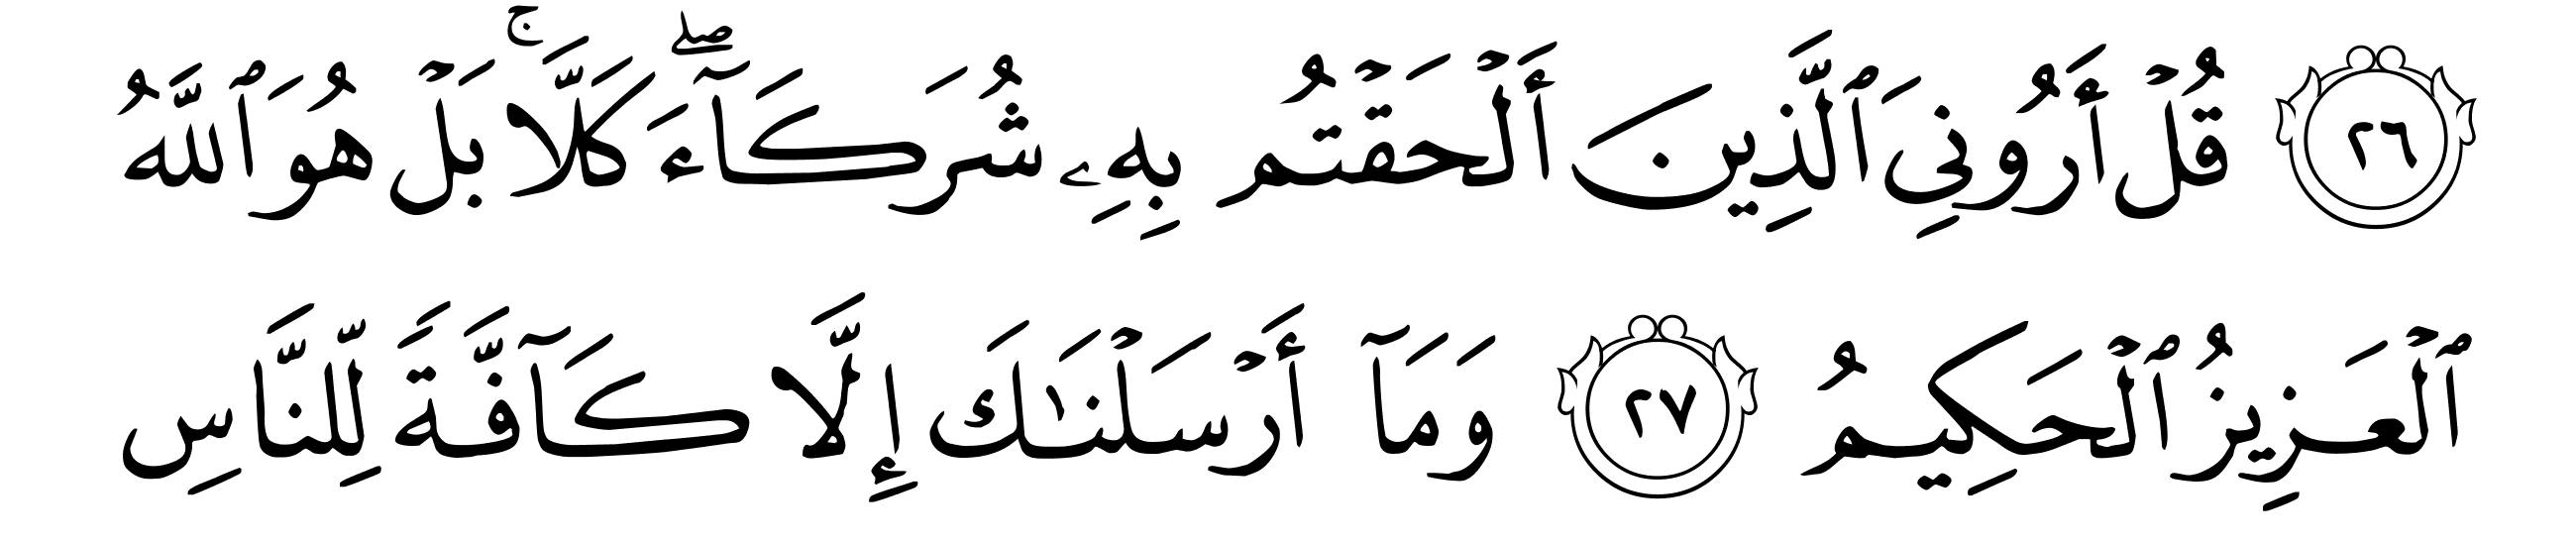 ٢٦ قُلۡ أَرُونِيَ ٱلَّذِينَ أَلۡحَقۡتُم بِهِۦ شُرَكَآءَۖ كَلَّاۚ بَلۡ هُوَ ٱللَّهُ
ٱلۡعَزِيزُ ٱلۡحَكِيمُ ٢٧ وَمَآ أَرۡسَلۡنَٰكَ إِلَّا كَآفَّةٗ لِّلنَّاسِ